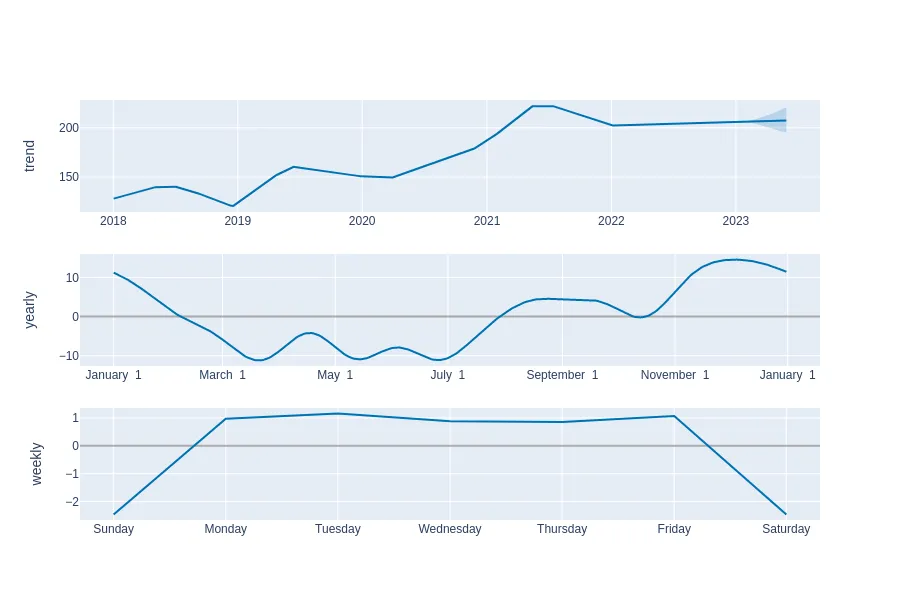 trend
200
150
2018 2019 2020 2021 2022 2023
yearly
10
0
−10
January 1 March 1 May 1 July 1 September 1 November 1 January 1
weekly
1
0
−1
−2
Sunday Monday Tuesday Wednesday Thursday Friday Saturday